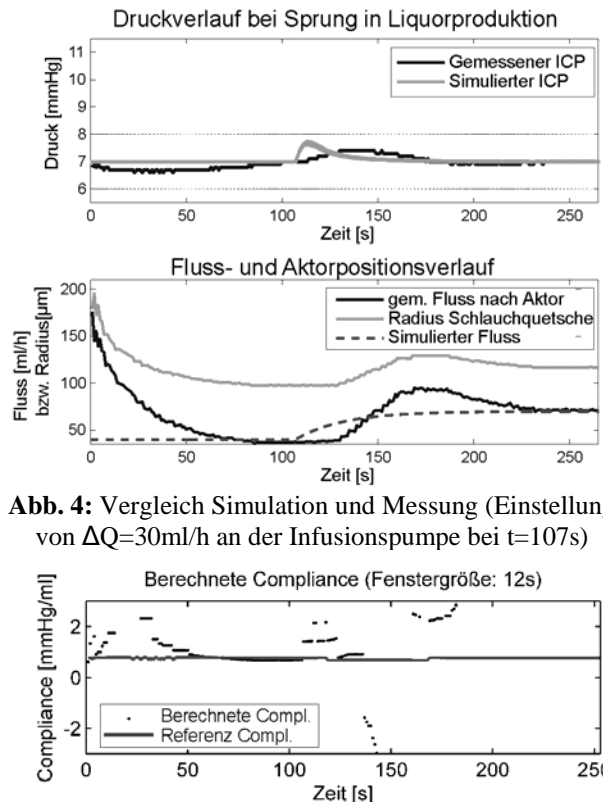 Druckverlauf bei Sprung in Liquorproduktion
Druck [mmHg]
11
10
9
8
7
6
Gemessener ICP
Simulierter ICP
0 50 100 150 200 250
Zeit [s]
Fluss- und Aktorpositionsverlauf
Fluss [ml/h]
bzw. Radius[µm]
200
150
100
50
gem. Fluss nach Aktor
Radius Schlauchquetsche
Simulierter Fluss
0 50 100 150 200 250
Zeit [s]
Abb. 4: Vergleich Simulation und Messung (Einstellun
von ΔQ=30ml/h an der Infusionspumpe bei t=107s)
Berechnete Compliance (Fenstergröße: 12s)
Compliance [mmHg/ml]
2
0
-2
Berechnete Compl.
Referenz Compl.
0 50 100 150 200 250
Zeit [s]